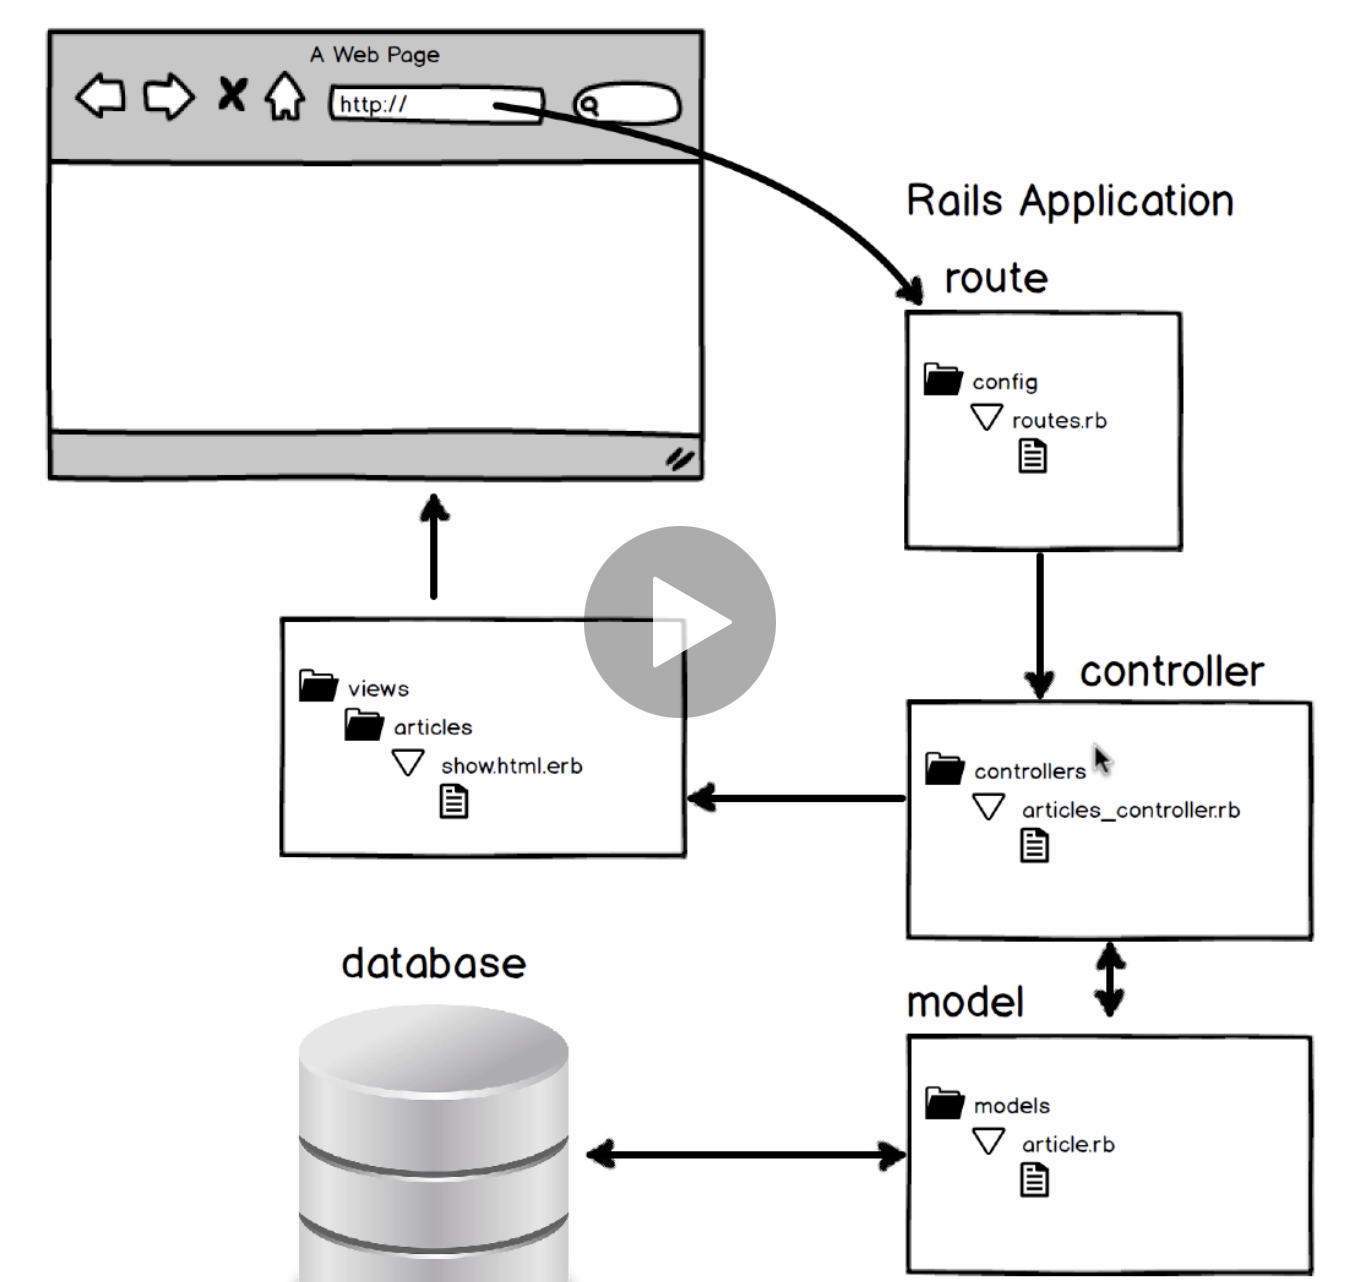 A Web Page
http://
Rails Application
route
config
routes.rb
controller
controllers
articles_controller.rb
views
articles
show.html.erb
database
model
models
article.rb